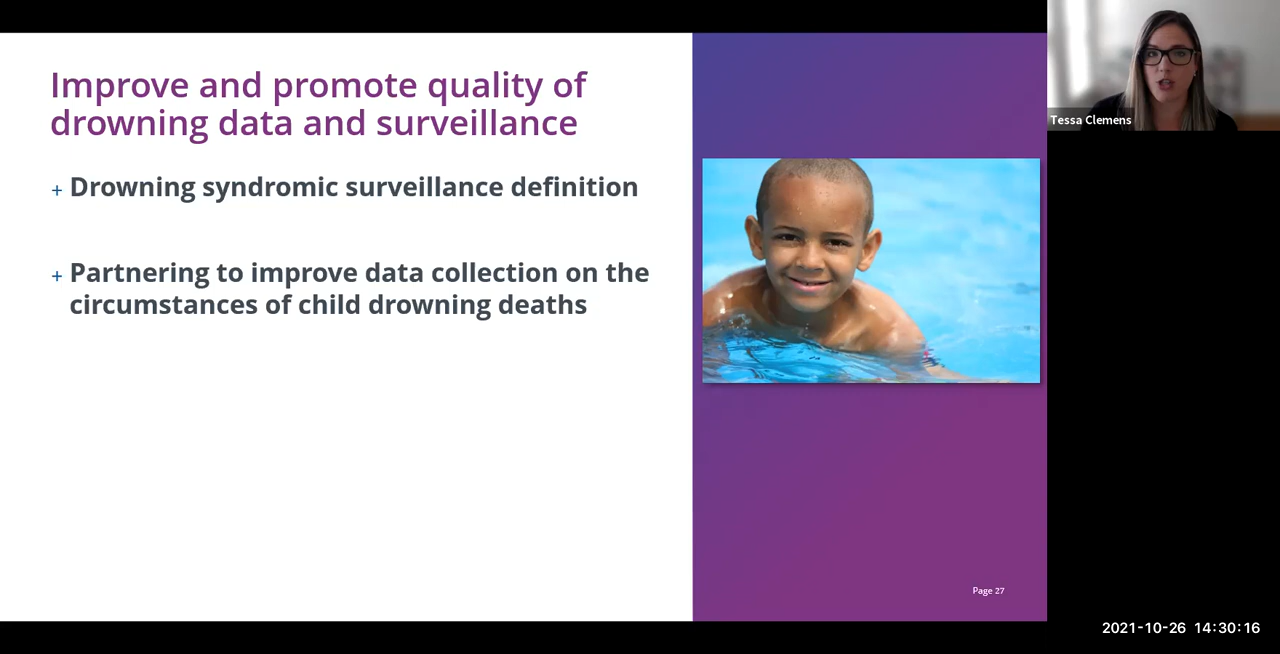 Improve and promote quality of
drowning data and surveillance
+ Drowning syndromic surveillance definition
+ Partnering to improve data collection on the
circumstances of child drowning deaths
Page 27
Tessa Clemens
2021-10-26 14:30:16